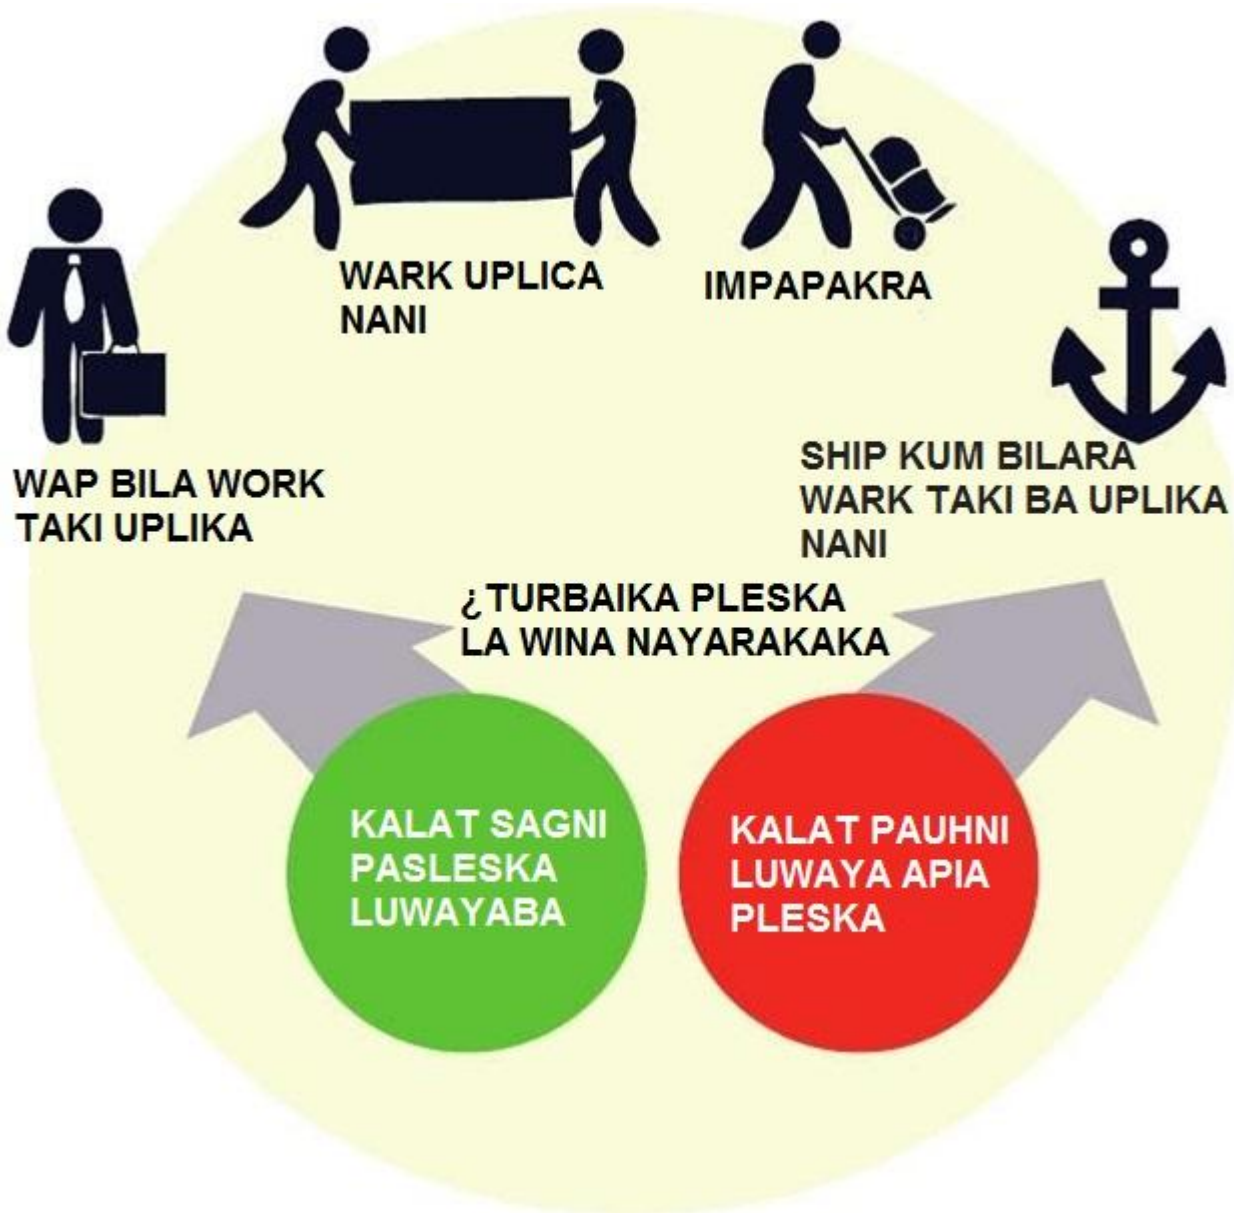 WARK UPLICA
NANI
IMPAPAKRA
WAP BILA WORK
TAKI UPLIKA
SHIP KUM BILARA
WARK TAKI BA UPLIKA
NANI
¿TURBAIKA PLESKA
LA WINA NAYARAKAKA
KALAT SAGNI
PASLESKA
LUWAYABA
KALAT PAUHNI
LUWAYA APIA
PLESKA